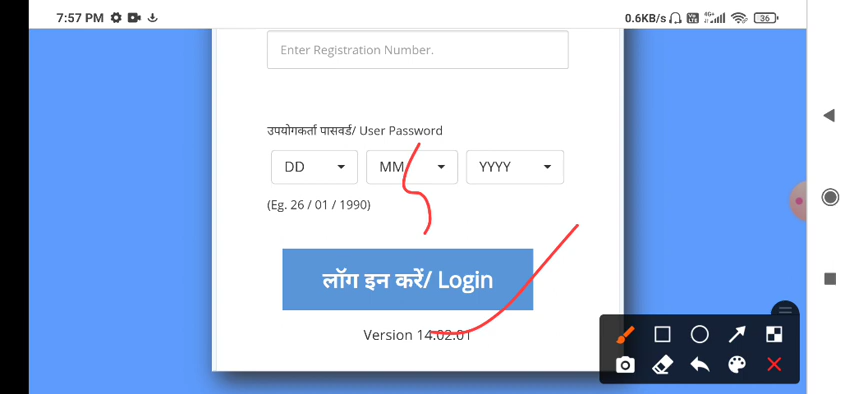 7:57 PM
0.6KB/s 4G+ 36
Enter Registration Number.
उपयोगकर्ता पासवर्ड/ User Password
DD MM YYYY
(Eg. 26 / 01 / 1990)
लॉग इन करें/ Login
Version 14.02.01